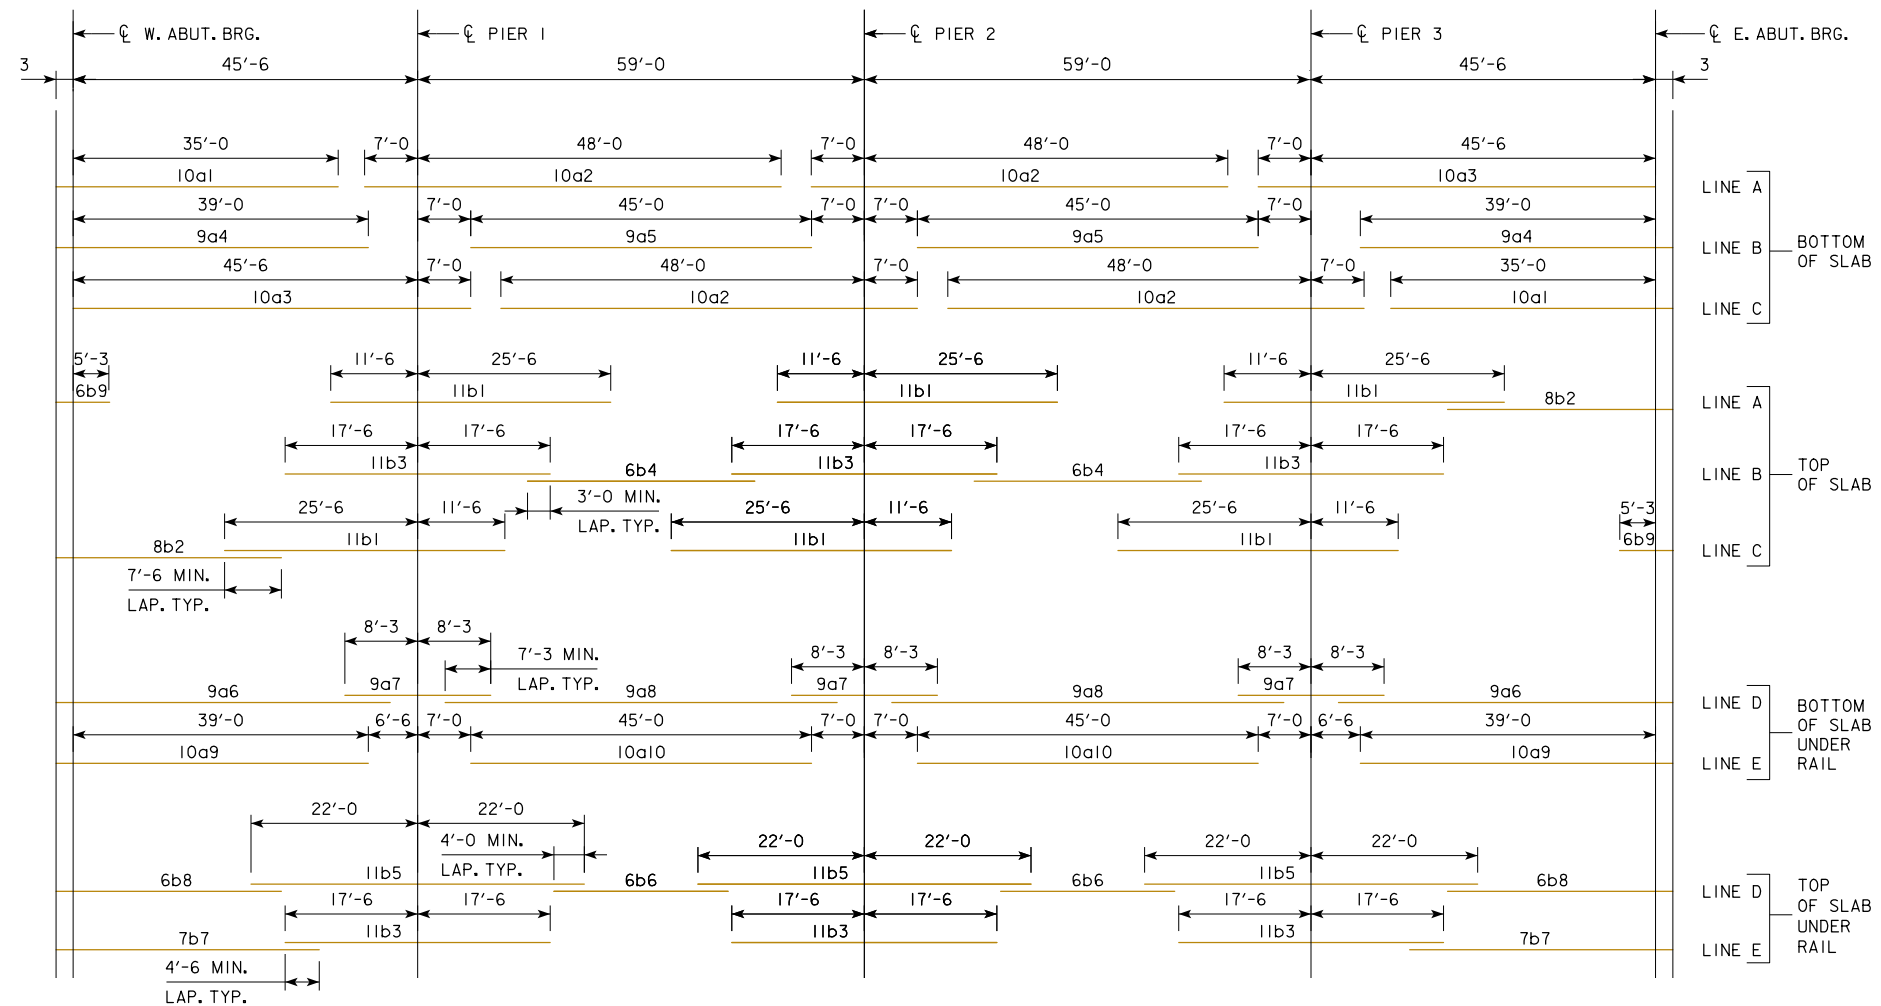 ℄ W. ABUT. BRG. ℄ PIER 1 ℄ PIER 2 ℄ PIER 3 ℄ E. ABUT. BRG.
3 45'-6 59'-0 59'-0 45'-6 3
35'-0 7'-0 48'-0 7'-0 48'-0 7'-0 45'-6
10a1 10a2 10a2 10a3 LINE A
39'-0 7'-0 45'-0 7'-0 7'-0 45'-0 7'-0 39'-0
9a4 9a5 9a5 9a4 LINE B
BOTTOM
OF SLAB
45'-6 7'-0 48'-0 7'-0 48'-0 7'-0 35'-0
10a3 10a2 10a2 10a1 LINE C
5'-3 11'-6 25'-6 11'-6 25'-6 11'-6 25'-6
6b9 11b1 11b1 11b1 8b2 LINE A
17'-6 17'-6 17'-6 17'-6 17'-6 17'-6
11b3 6b4 11b3 6b4 11b3 LINE B
TOP
OF SLAB
3'-0 MIN.
LAP. TYP.
25'-6 11'-6 25'-6 11'-6 25'-6 11'-6 5'-3
8b2 11b1 11b1 11b1 6b9 LINE C
7'-6 MIN.
LAP. TYP.
8'-3 8'-3 8'-3 8'-3 8'-3 8'-3
7'-3 MIN.
LAP. TYP.
9a6 9a7 9a8 9a7 9a8 9a7 9a6 LINE D
39'-0 6'-6 7'-0 45'-0 7'-0 7'-0 45'-0 7'-0 6'-6 39'-0
10a9 10a10 10a10 10a9 LINE E
BOTTOM
OF SLAB
UNDER
RAIL
22'-0 22'-0 22'-0 22'-0 22'-0 22'-0
4'-0 MIN.
LAP. TYP.
6b8 11b5 6b6 11b5 6b6 11b5 6b8 LINE D
17'-6 17'-6 17'-6 17'-6 17'-6 17'-6
7b7 11b3 11b3 11b3 7b7 LINE E
TOP
OF SLAB
UNDER
RAIL
4'-6 MIN.
LAP. TYP.